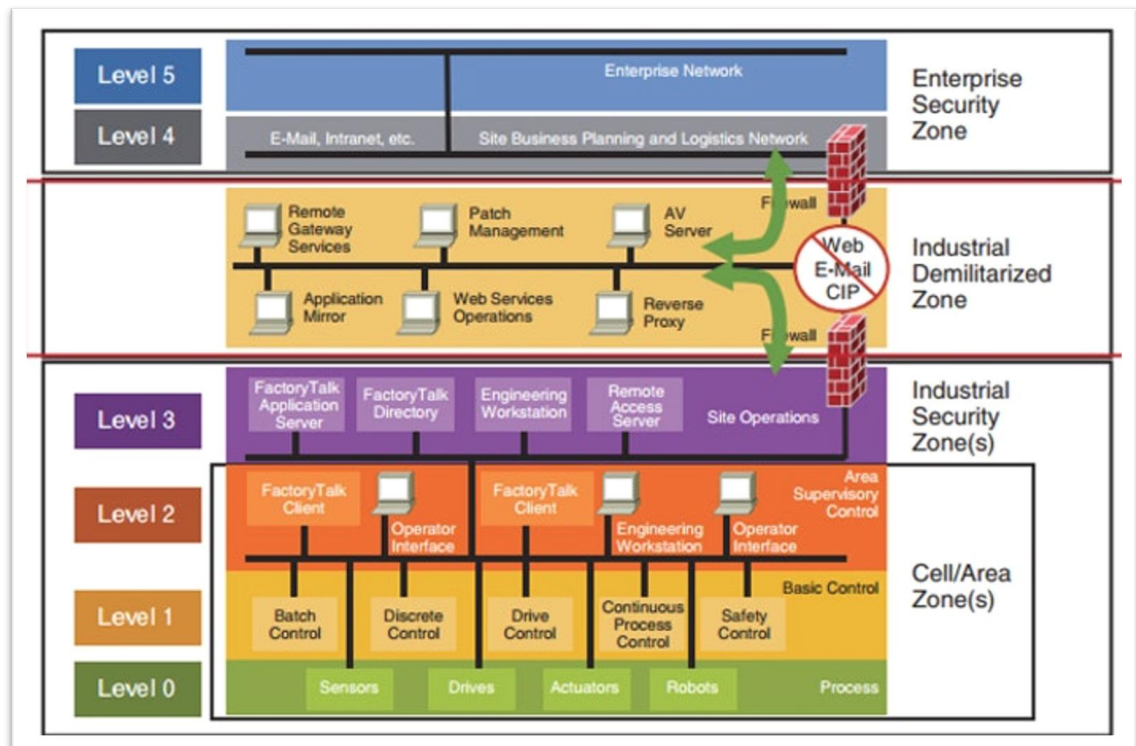 Level 5
Enterprise Network
Enterprise
Security
Zone
Level 4
E-Mail, Intranet, etc.
Site Business Planning and Logistics Network
Firewall
Remote
Gateway
Services
Patch
Management
AV
Server
Web
E-Mail
CIP
Industrial
Demilitarized
Zone
Application
Mirror
Web Services
Operations
Reverse
Proxy
Firewall
Level 3
FactoryTalk
Application
Server
FactoryTalk
Directory
Engineering
Workstation
Remote
Access
Server
Site Operations
Industrial
Security
Zone(s)
Level 2
FactoryTalk
Client
Operator
Interface
FactoryTalk
Client
Engineering
Workstation
Operator
Interface
Area
Supervisory
Control
Cell/Area
Zone(s)
Level 1
Basic Control
Batch
Control
Discrete
Control
Drive
Control
Continuous
Process
Control
Safety
Control
Level 0
Sensors
Drives
Actuators
Robots
Process